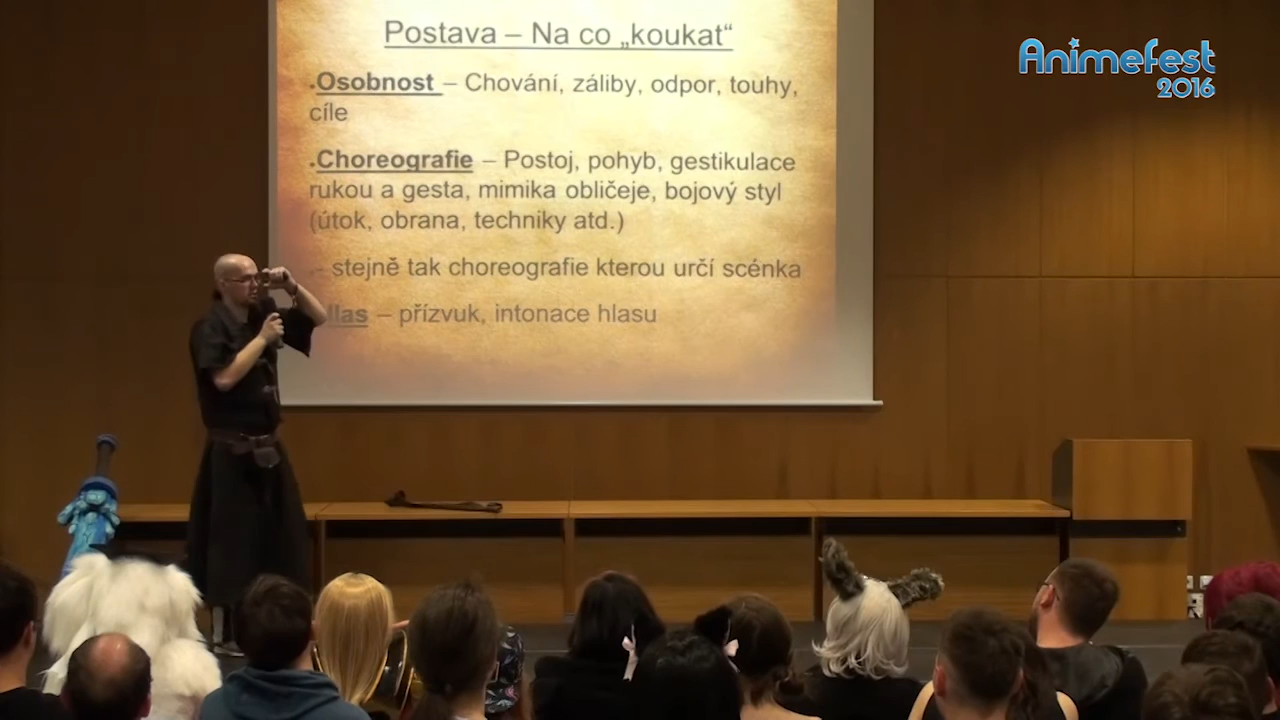 Postava – Na co „koukat“
Animefest
2016
.Osobnost – Chování, záliby, odpor, touhy,
cíle
.Choreografie – Postoj, pohyb, gestikulace
rukou a gesta, mimika obličeje, bojový styl
(útok, obrana, techniky atd.)
- stejně tak choreografie kterou určí scénka
– přízvuk, intonace hlasu